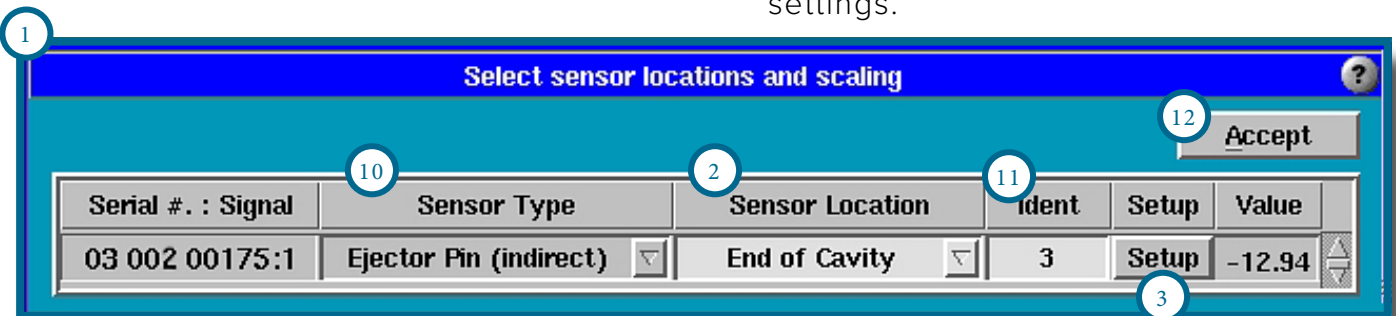 settings.
1
Select sensor locations and scaling ?
12 Accept
10 2 11
Serial #. : Signal Sensor Type Sensor Location Ident Setup Value
03 002 00175:1 Ejector Pin (indirect) End of Cavity 3 Setup -12.94
3